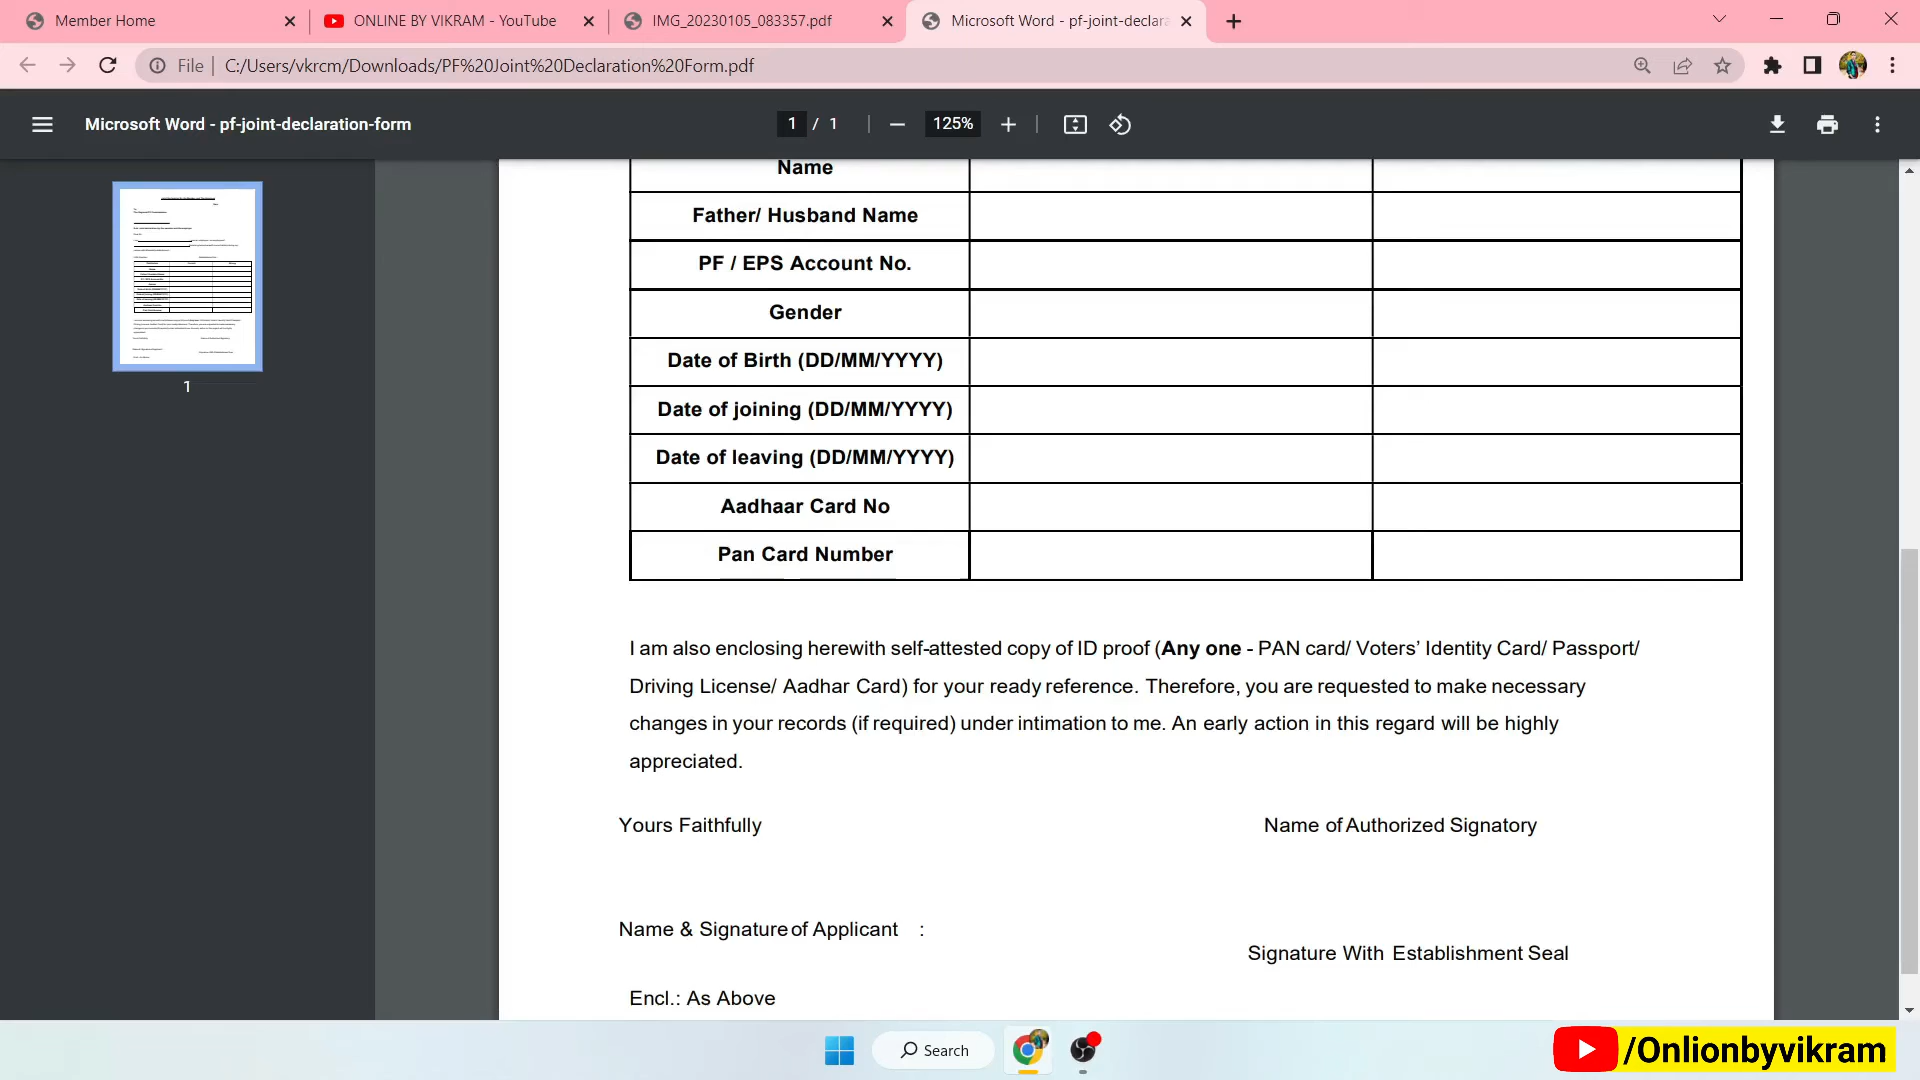 Member Home
ONLINE BY VIKRAM - YouTube
IMG_20230105_083357.pdf
Microsoft Word - pf-joint-declara
File
C:/Users/vkrcm/Downloads/PF%20Joint%20Declaration%20Form.pdf
Microsoft Word - pf-joint-declaration-form
1 / 1
125%
1
Name
Father/ Husband Name
PF / EPS Account No.
Gender
Date of Birth (DD/MM/YYYY)
Date of joining (DD/MM/YYYY)
Date of leaving (DD/MM/YYYY)
Aadhaar Card No
Pan Card Number
I am also enclosing herewith self-attested copy of ID proof (Any one - PAN card/ Voters’ Identity Card/ Passport/
Driving License/ Aadhar Card) for your ready reference. Therefore, you are requested to make necessary
changes in your records (if required) under intimation to me. An early action in this regard will be highly
appreciated.
Yours Faithfully
Name of Authorized Signatory
Name & Signature of Applicant :
Signature With Establishment Seal
Encl.: As Above
Search
/Onlionbyvikram